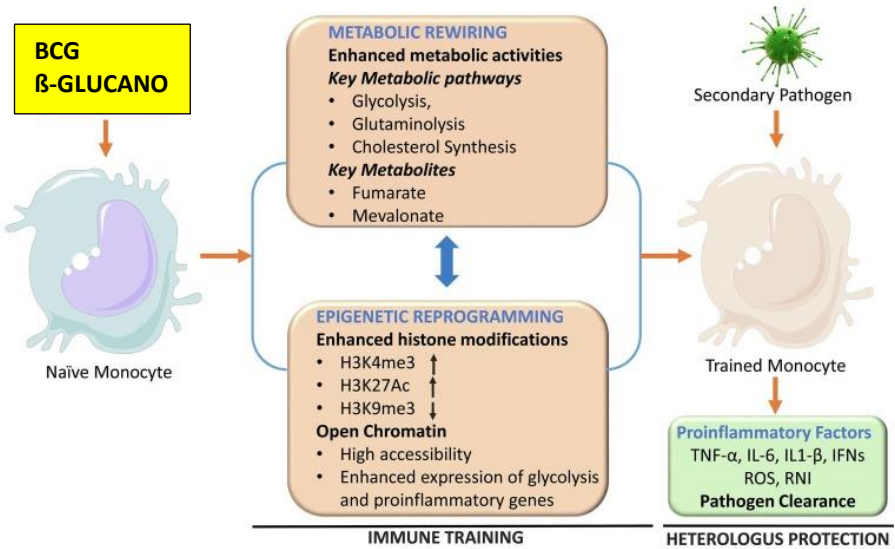 BCG
ß-GLUCANO
Naïve Monocyte
METABOLIC REWIRING
Enhanced metabolic activities
Key Metabolic pathways
• Glycolysis,
• Glutaminolysis
• Cholesterol Synthesis
Key Metabolites
• Fumarate
• Mevalonate
EPIGENETIC REPROGRAMMING
Enhanced histone modifications
• H3K4me3 ↑
• H3K27Ac ↑
• H3K9me3 ↓
Open Chromatin
• High accessibility
• Enhanced expression of glycolysis
and proinflammatory genes
IMMUNE TRAINING
Secondary Pathogen
Trained Monocyte
Proinflammatory Factors
TNF-α, IL-6, IL1-β, IFNs
ROS, RNI
Pathogen Clearance
HETEROLOGUS PROTECTION